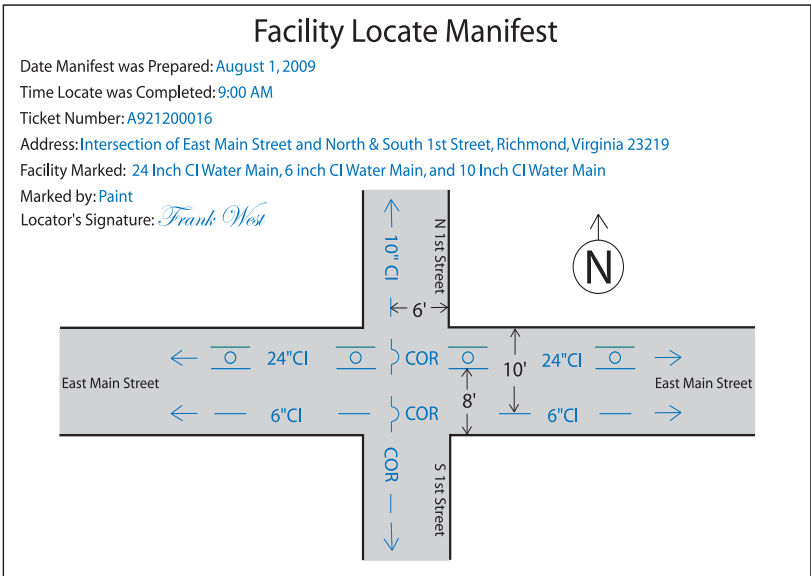 Facility Locate Manifest
Date Manifest was Prepared: August 1, 2009
Time Locate was Completed: 9:00 AM
Ticket Number: A921200016
Address: Intersection of East Main Street and North & South 1st Street, Richmond, Virginia 23219
Facility Marked: 24 Inch CI Water Main, 6 inch CI Water Main, and 10 Inch CI Water Main
Marked by: Paint
Locator's Signature: Frank West
10" CI
N 1st Street
N
6'
24"CI
COR
10'
24"CI
East Main Street
East Main Street
8'
6"CI
COR
6"CI
COR
S 1st Street